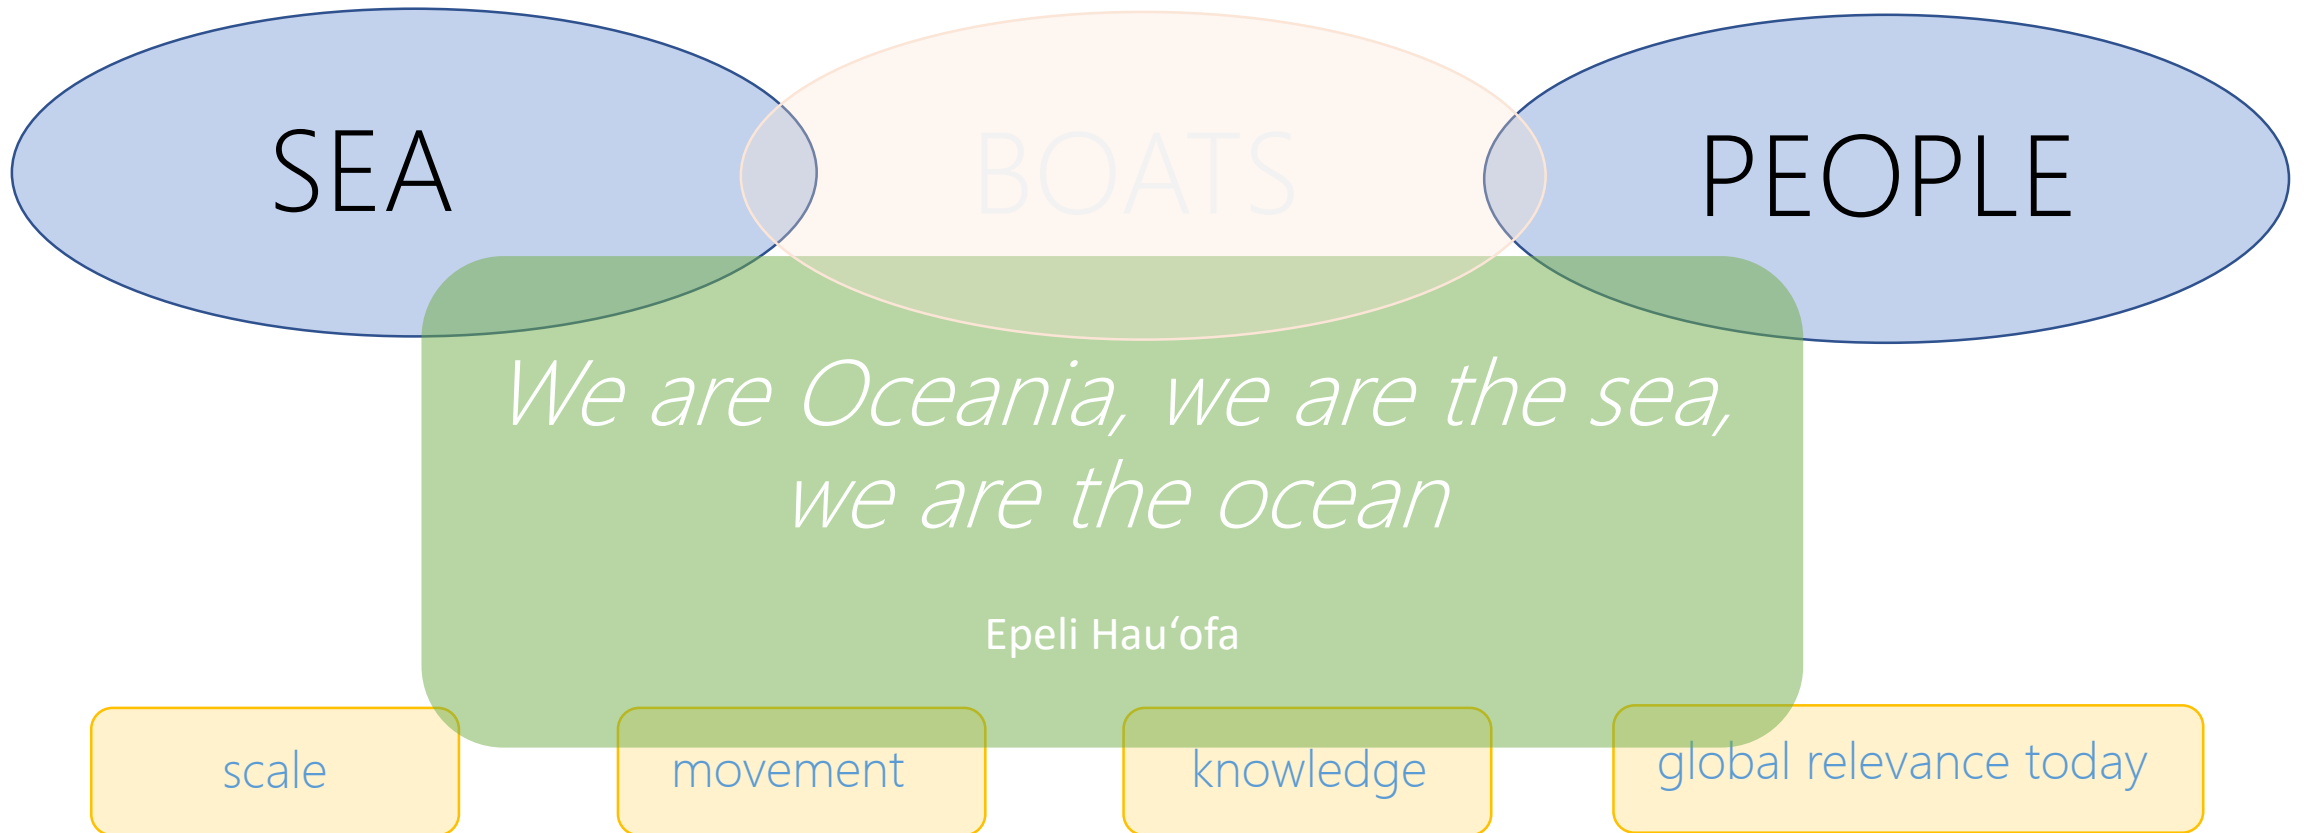 SEA
BOATS
PEOPLE
We are Oceania, we are the sea,
we are the ocean
Epeli Hau‘ofa
scale
movement
knowledge
global relevance today